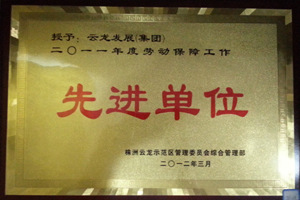 授予：云龙发展(集团)
二〇一一年度劳动保障工作
先进单位
株洲云龙示范区管理委员会综合管理部
二〇一二年三月